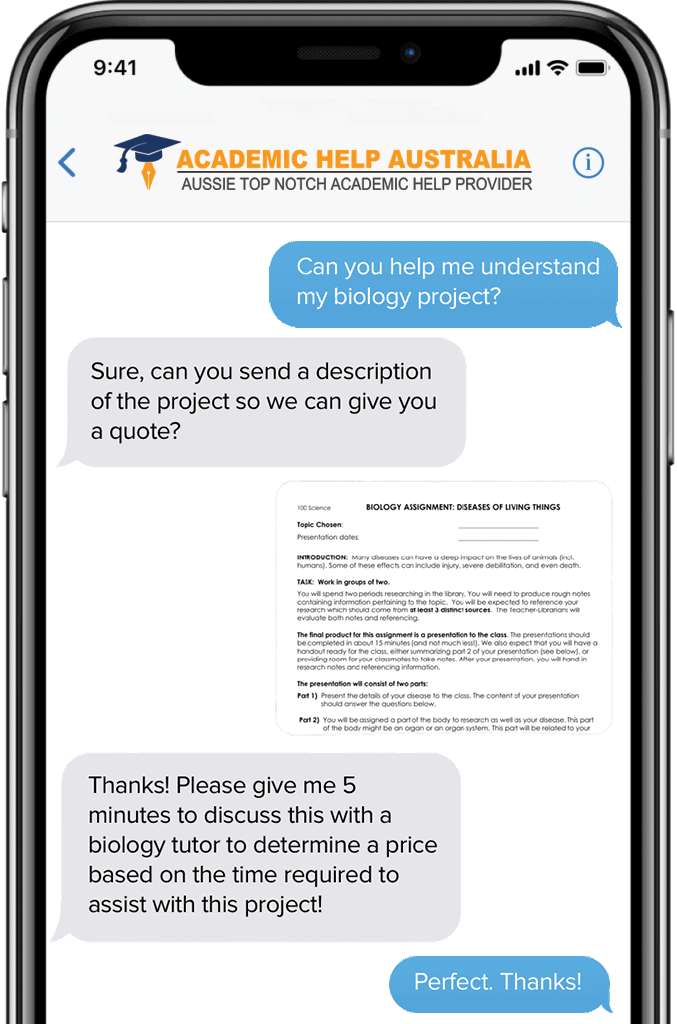 9:41
ACADEMIC HELP AUSTRALIA
AUSSIE TOP NOTCH ACADEMIC HELP PROVIDER
i
Can you help me understand
my biology project?
Sure, can you send a description
of the project so we can give you
a quote?
100 Science BIOLOGY ASSIGNMENT: DISEASES OF LIVING THINGS
Topic Chosen:
Presentation dates:
INTRODUCTION: Many diseases can have a deep impact on the lives of animals (incl.
humans). Some of these effects can include injury, severe debilitation, and even death.
TASK: Work in groups of two.
You will spend two periods researching in the library. You will need to produce rough notes
containing information pertaining to the topic. You will be expected to reference your
research which should come from at least 3 distinct sources. The Teacher-Librarians will
evaluate both notes and referencing.
The final product for this assignment is a presentation to the class. The presentations should
be completed in about 15 minutes (and not much less!). We also expect that you will have a
handout ready for the class, either summarizing part 2 of your presentation (see below), or
providing room for your classmates to take notes. After your presentation, you will hand in
research notes and referencing information.
The presentation will consist of two parts:
Part 1) Present the details of your disease to the class. The content of your presentation
should answer the questions below.
Part 2) You will be assigned a part of the body to research as well as your disease. This part
of the body might be an organ or an organ system. This part will be related to your
Thanks! Please give me 5
minutes to discuss this with a
biology tutor to determine a price
based on the time required to
assist with this project!
Perfect. Thanks!